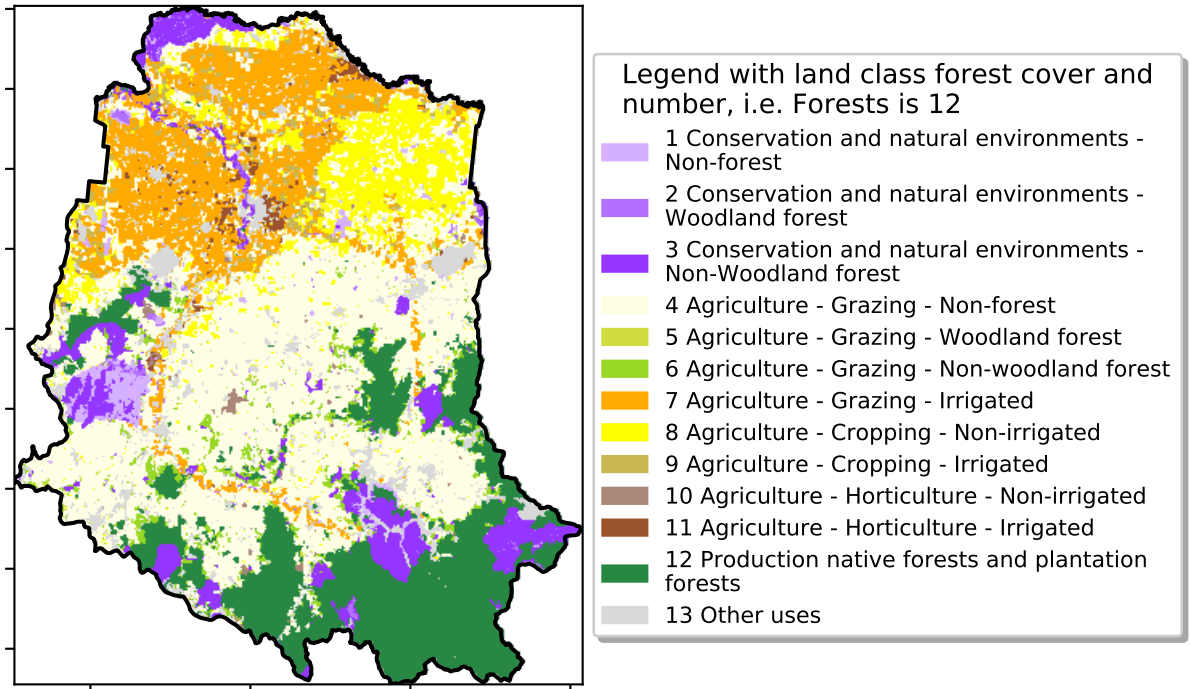 Legend with land class forest cover and
number, i.e. Forests is 12
1 Conservation and natural environments -
Non-forest
2 Conservation and natural environments -
Woodland forest
3 Conservation and natural environments -
Non-Woodland forest
4 Agriculture - Grazing - Non-forest
5 Agriculture - Grazing - Woodland forest
6 Agriculture - Grazing - Non-woodland forest
7 Agriculture - Grazing - Irrigated
8 Agriculture - Cropping - Non-irrigated
9 Agriculture - Cropping - Irrigated
10 Agriculture - Horticulture - Non-irrigated
11 Agriculture - Horticulture - Irrigated
12 Production native forests and plantation
forests
13 Other uses